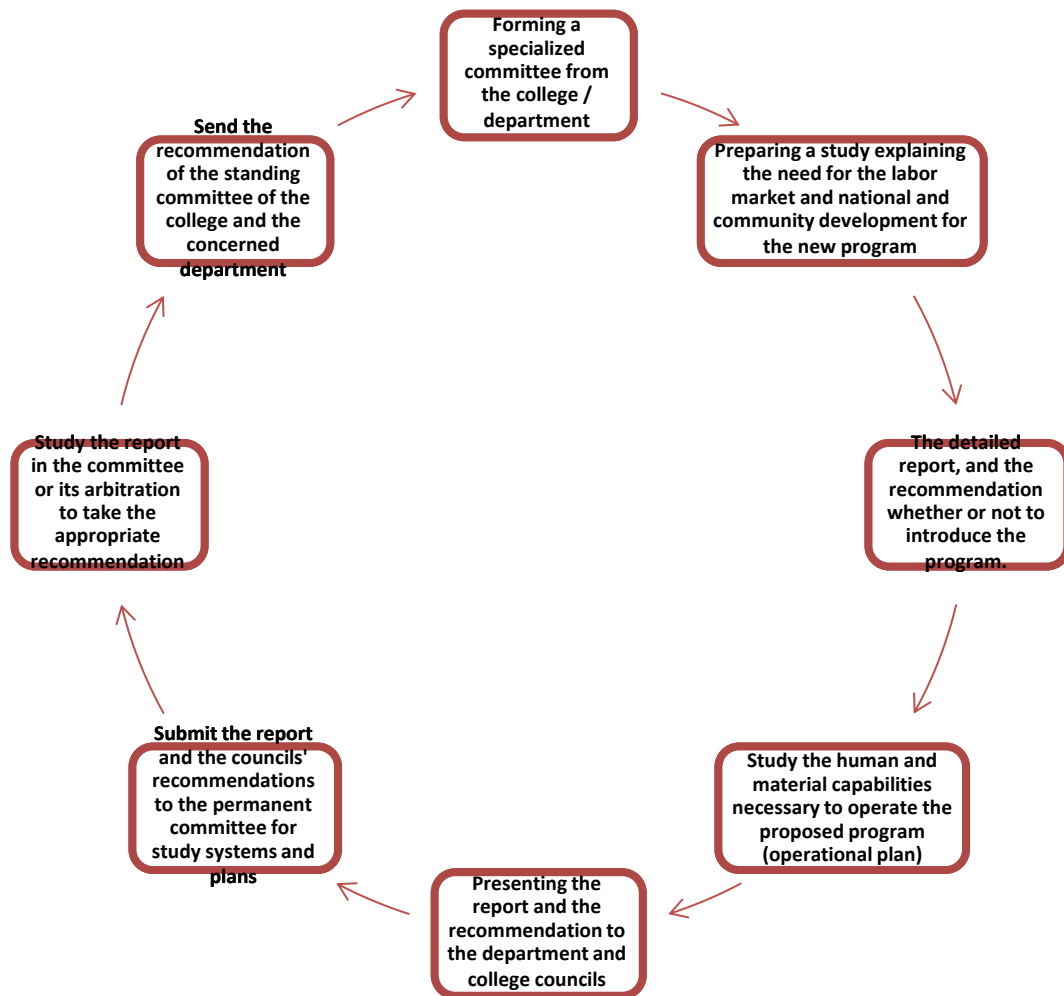 Forming a
specialized
committee from
the college /
department
Preparing a study explaining
the need for the labor
market and national and
community development for
the new program
The detailed
report, and the
recommendation
whether or not to
introduce the
program.
Study the human and
material capabilities
necessary to operate the
proposed program
(operational plan)
Presenting the
report and the
recommendation to
the department and
college councils
Submit the report
and the councils'
recommendations
to the permanent
committee for
study systems and
plans
Study the report
in the committee
or its arbitration
to take the
appropriate
recommendation
Send the
recommendation
of the standing
committee of the
college and the
concerned
department